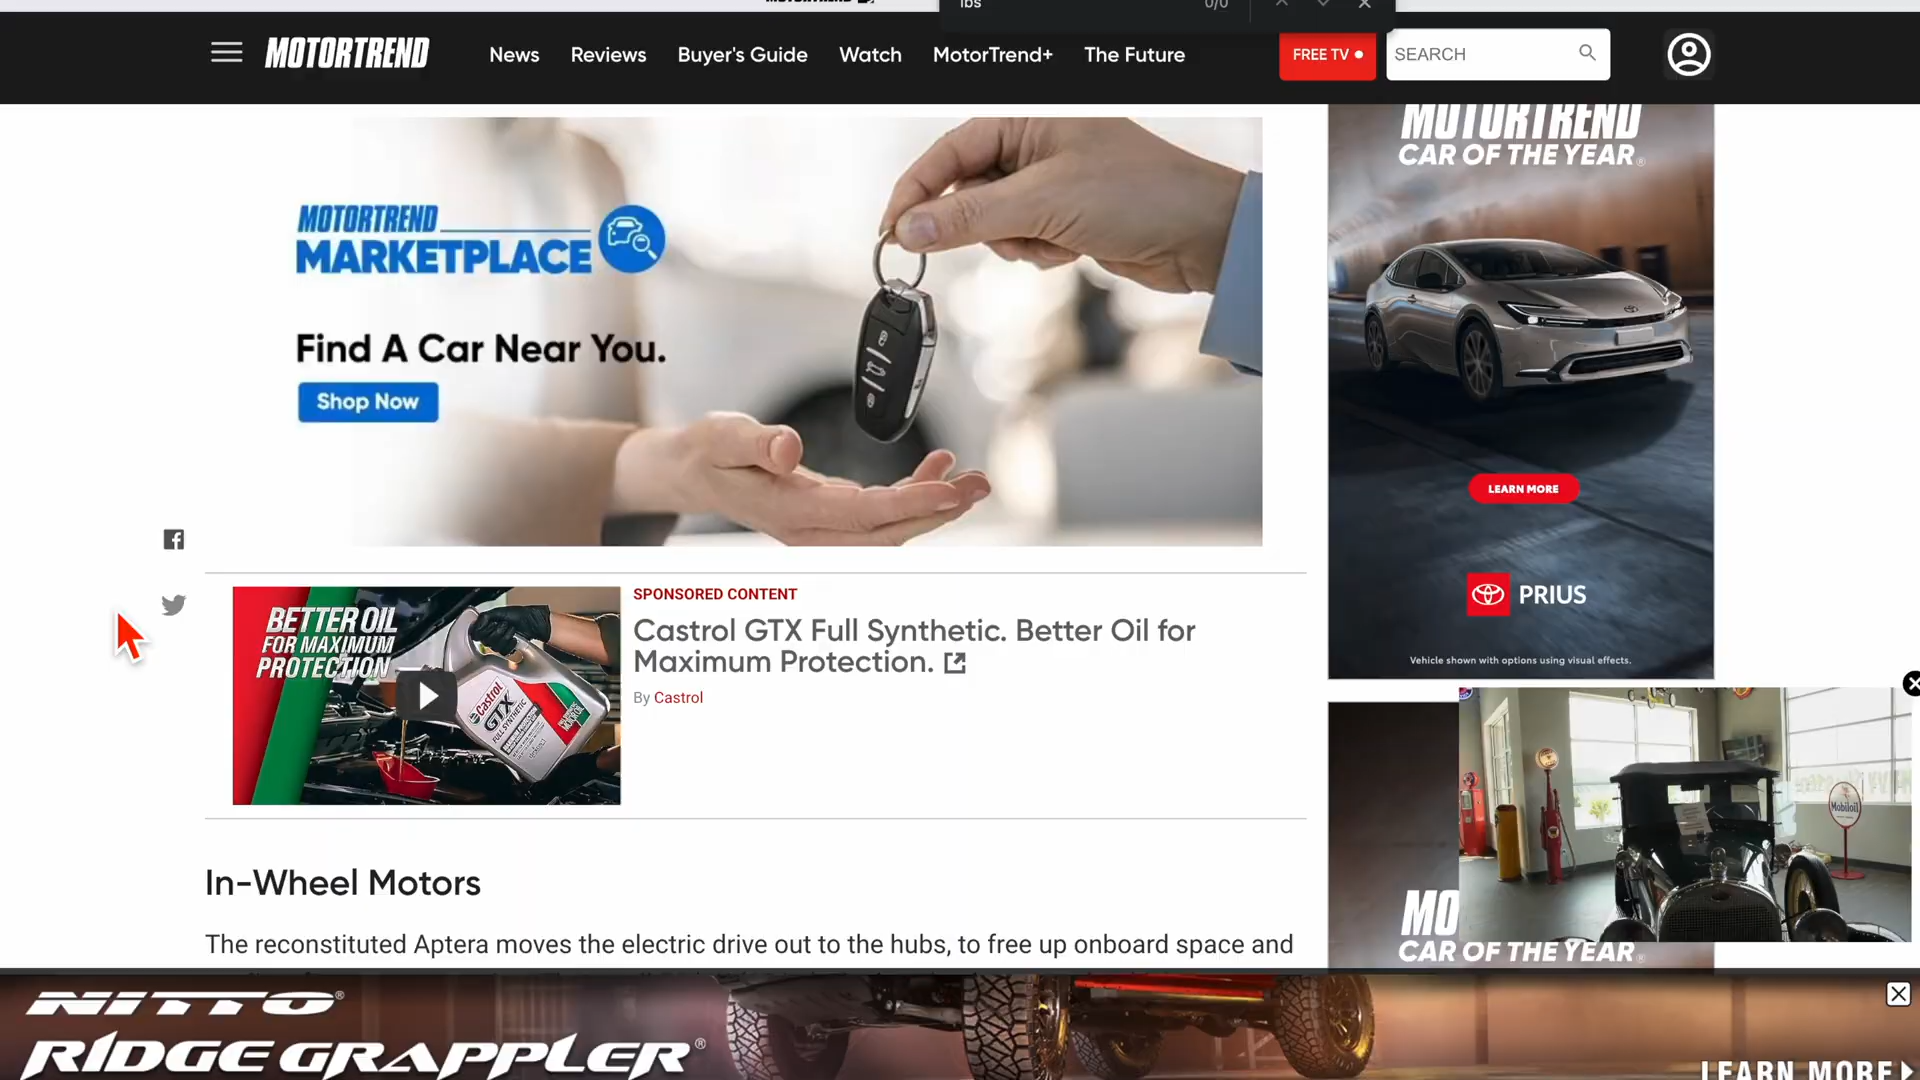 lbs
0/0
MOTORTREND
News
Reviews
Buyer's Guide
Watch
MotorTrend+
The Future
FREE TV
SEARCH
MOTORTREND
MARKETPLACE
Find A Car Near You.
Shop Now
MOTORTREND
CAR OF THE YEAR®
LEARN MORE
PRIUS
Vehicle shown with options using visual effects.
BETTER OIL
FOR MAXIMUM
PROTECTION
Castrol
GTX
FULL SYNTHETIC
SPONSORED CONTENT
Castrol GTX Full Synthetic. Better Oil for
Maximum Protection.
By Castrol
Mobiloil
In-Wheel Motors
The reconstituted Aptera moves the electric drive out to the hubs, to free up onboard space and
MO
CAR OF THE YEAR®
NITTO®
RIDGE GRAPPLER®
LEARN MORE